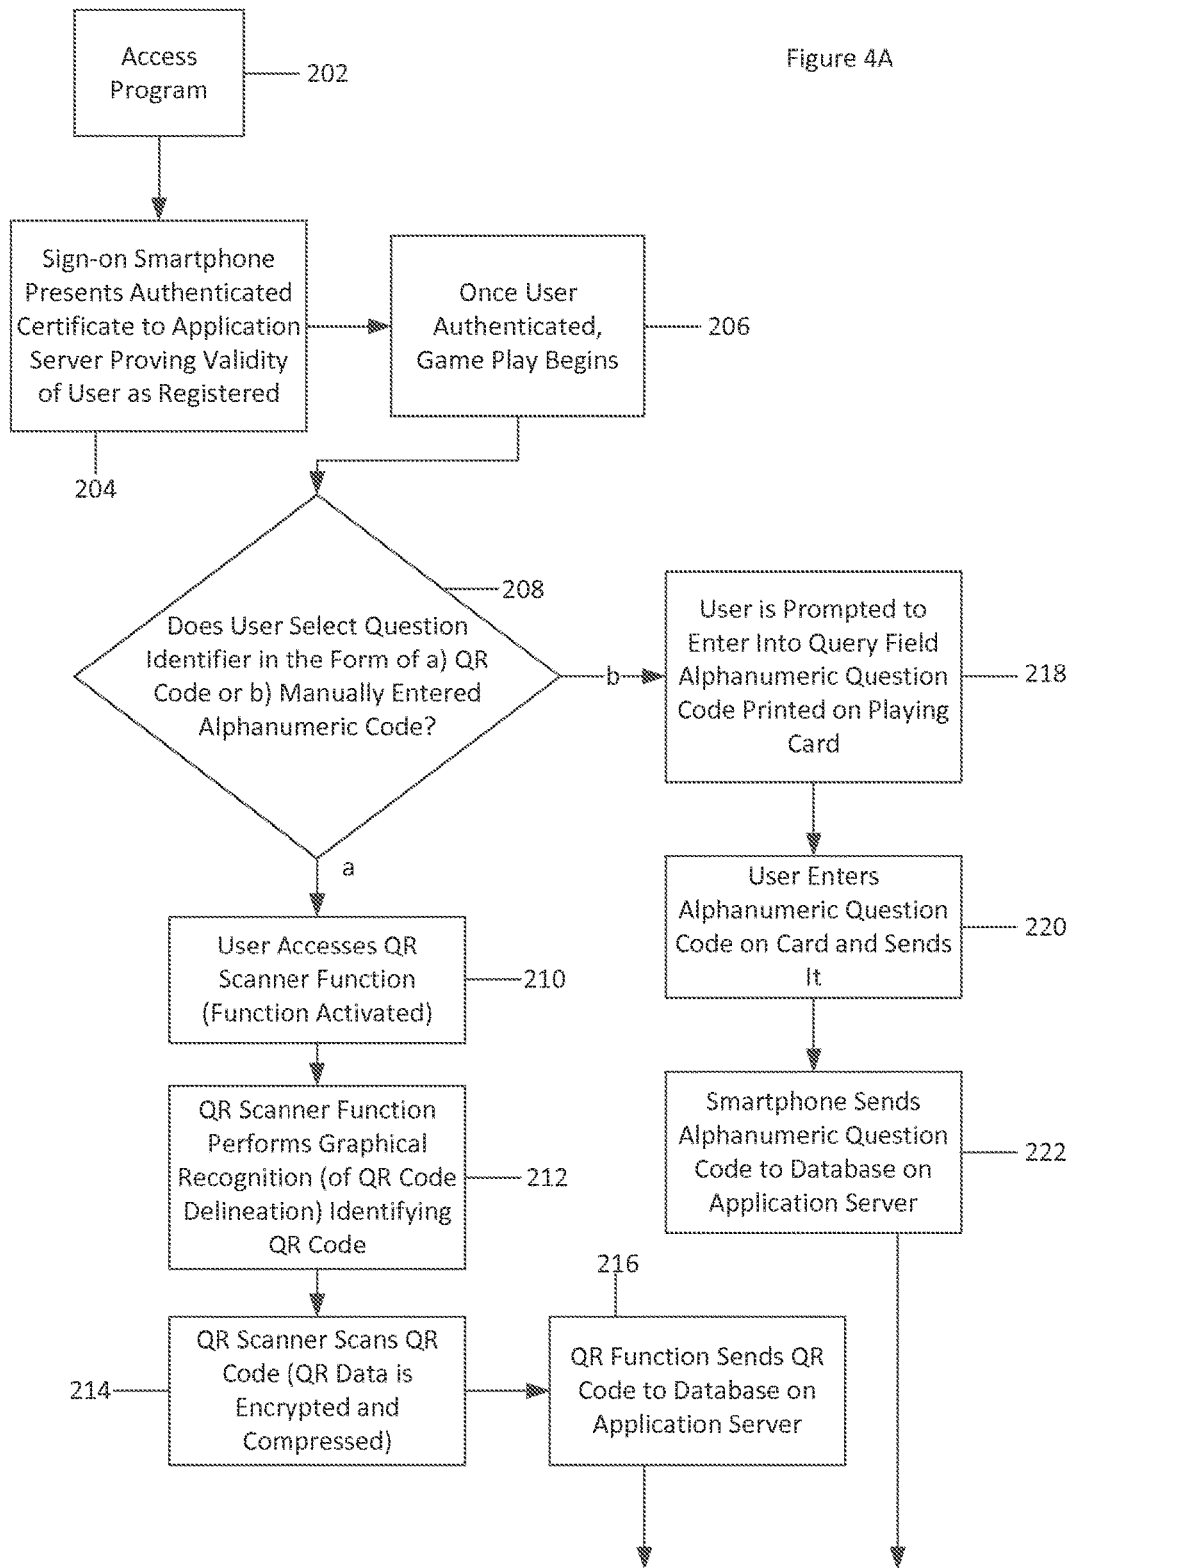 Figure 4A
Access
Program
202
Sign-on Smartphone
Presents Authenticated
Certificate to Application
Server Proving Validity
of User as Registered
204
Once User
Authenticated,
Game Play Begins
206
Does User Select Question
Identifier in the Form of a) QR
Code or b) Manually Entered
Alphanumeric Code?
208
b
a
User is Prompted to
Enter Into Query Field
Alphanumeric Question
Code Printed on Playing
Card
218
User Enters
Alphanumeric Question
Code on Card and Sends
It
220
Smartphone Sends
Alphanumeric Question
Code to Database on
Application Server
222
User Accesses QR
Scanner Function
(Function Activated)
210
QR Scanner Function
Performs Graphical
Recognition (of QR Code
Delineation) Identifying
QR Code
212
QR Scanner Scans QR
Code (QR Data is
Encrypted and
Compressed)
214
216
QR Function Sends QR
Code to Database on
Application Server